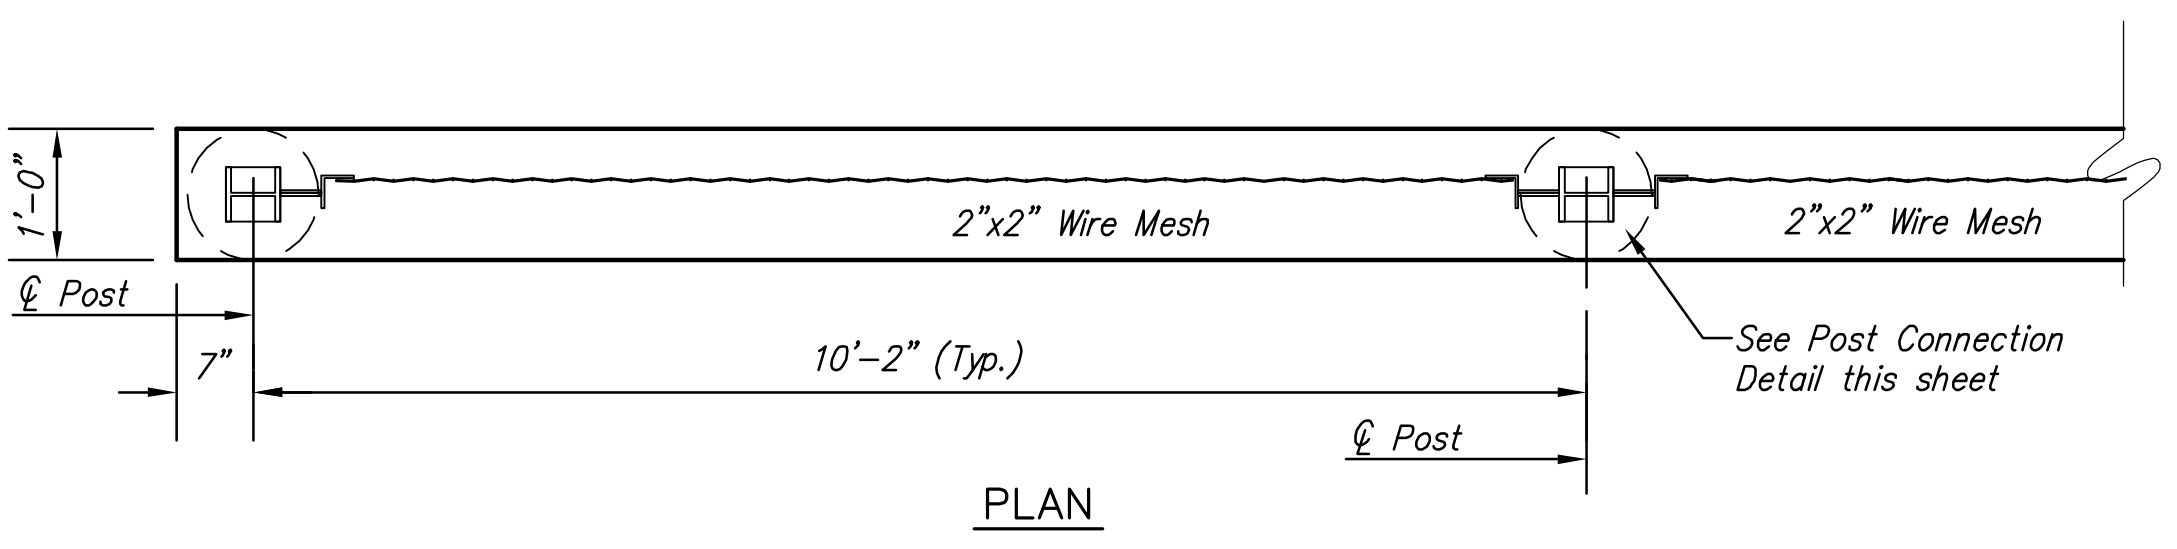 1'-0"
2"x2" Wire Mesh
2"x2" Wire Mesh
℄ Post
7"
10'-2" (Typ.)
See Post Connection
Detail this sheet
℄ Post
PLAN